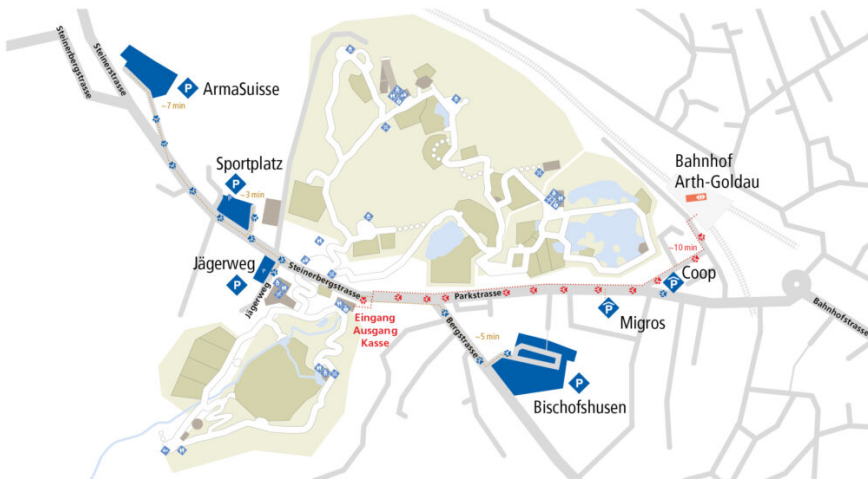 Steinerbergstrasse
Steinerstrasse
P
ArmaSuisse
~7 min
Sportplatz
P
~3 min
Jägerweg
P
Jägerweg
Steinerbergstrasse
Eingang
Ausgang
Kasse
Parkstrasse
Bergstrasse
~5 min
P
Bischofshusen
P
Migros
P
Coop
~10 min
Bahnhof
Arth-Goldau
Bahnhofstrasse